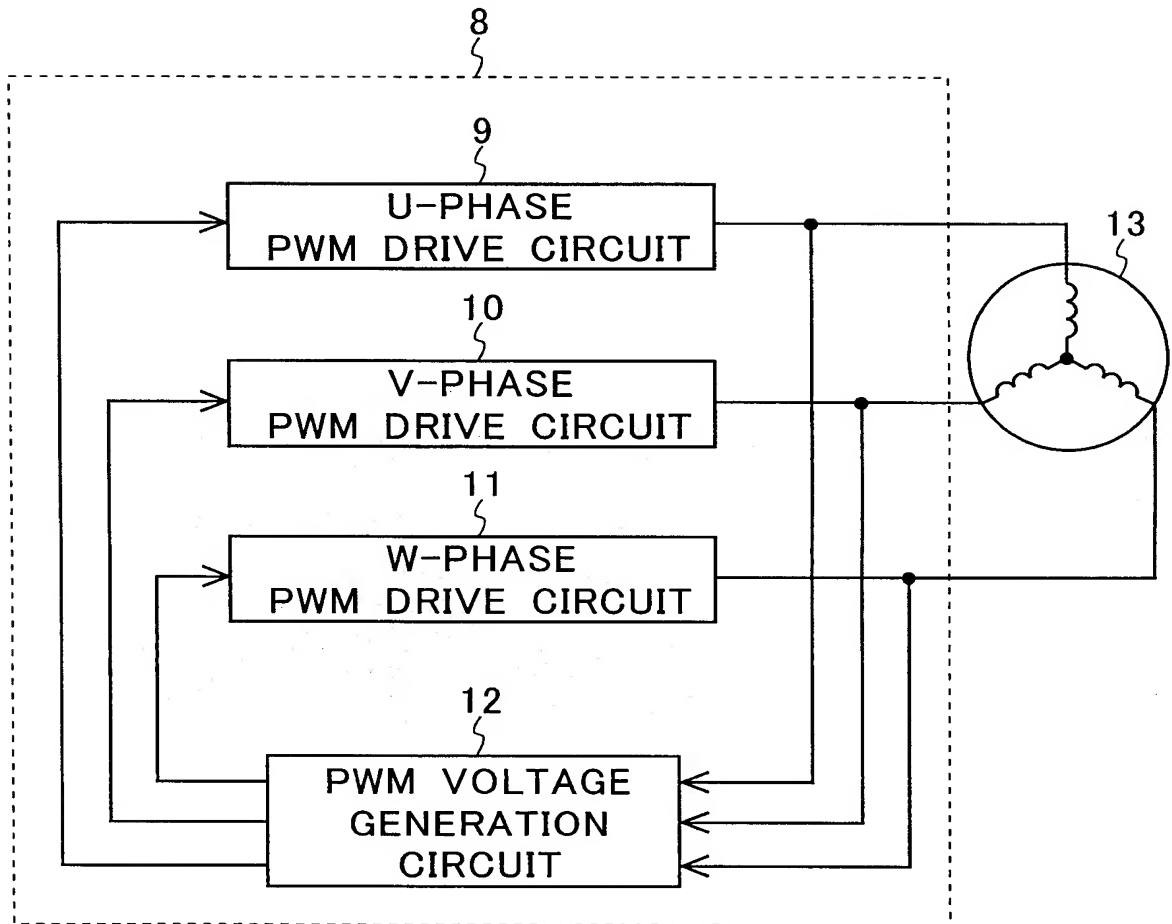 8
9
U-PHASE
PWM DRIVE CIRCUIT
13
10
V-PHASE
PWM DRIVE CIRCUIT
11
W-PHASE
PWM DRIVE CIRCUIT
12
PWM VOLTAGE
GENERATION
CIRCUIT